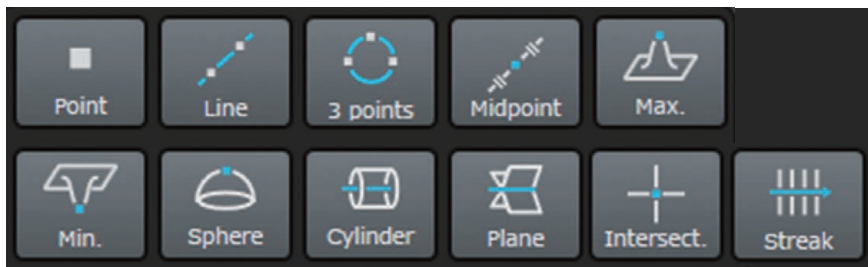 Point Line 3 points Midpoint Max.
Min. Sphere Cylinder Plane Intersect. Streak